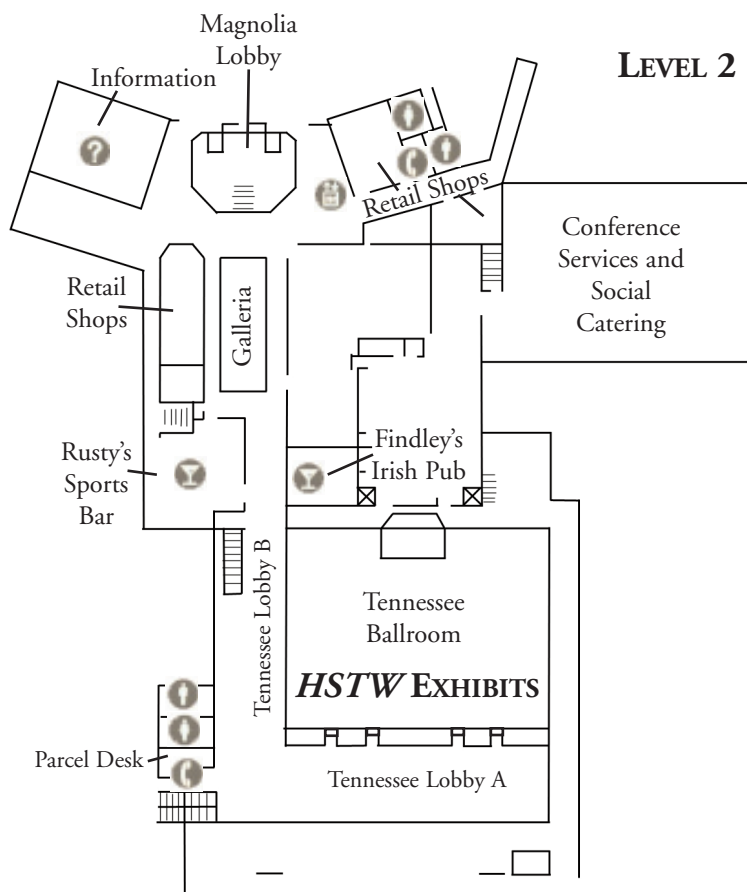 Magnolia
Lobby
LEVEL 2
Information
?
Retail Shops
Conference
Services and
Social
Catering
Retail
Shops
Galleria
Rusty's
Sports
Bar
Findley's
Irish Pub
Tennessee Lobby B
Tennessee
Ballroom
HSTW EXHIBITS
Parcel Desk
Tennessee Lobby A